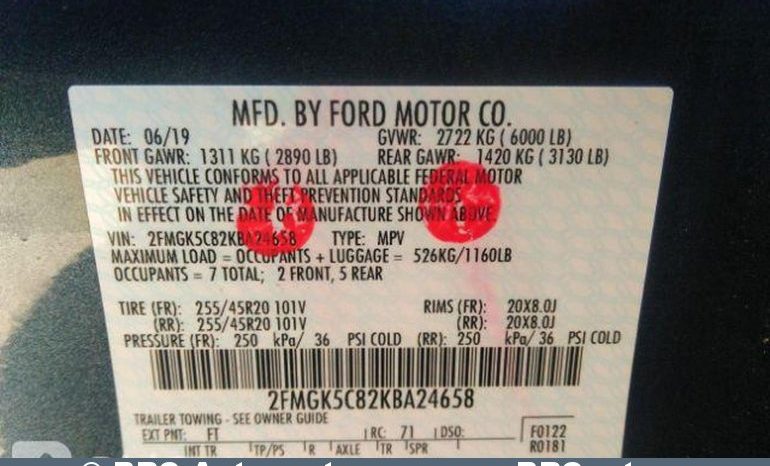 MFD. BY FORD MOTOR CO.
DATE: 06/19 GVWR: 2722 KG ( 6000 LB)
FRONT GAWR: 1311 KG ( 2890 LB) REAR GAWR: 1420 KG ( 3130 LB)
THIS VEHICLE CONFORMS TO ALL APPLICABLE FEDERAL MOTOR
VEHICLE SAFETY AND THEFT PREVENTION STANDARDS
IN EFFECT ON THE DATE OF MANUFACTURE SHOWN ABOVE.
VIN: 2FMGK5C82KBA24658 TYPE: MPV
MAXIMUM LOAD = OCCUPANTS + LUGGAGE = 526KG/1160LB
OCCUPANTS = 7 TOTAL; 2 FRONT, 5 REAR
TIRE (FR): 255/45R20 101V RIMS (FR): 20X8.0J
(RR): 255/45R20 101V (RR): 20X8.0J
PRESSURE (FR): 250 kPa/ 36 PSI COLD (RR): 250 kPa/ 36 PSI COLD
2FMGK5C82KBA24658
TRAILER TOWING - SEE OWNER GUIDE
EXT PNT: FT RC: 71 DSO: F0122
INT TR TP/PS R AXLE TR SPR R0181